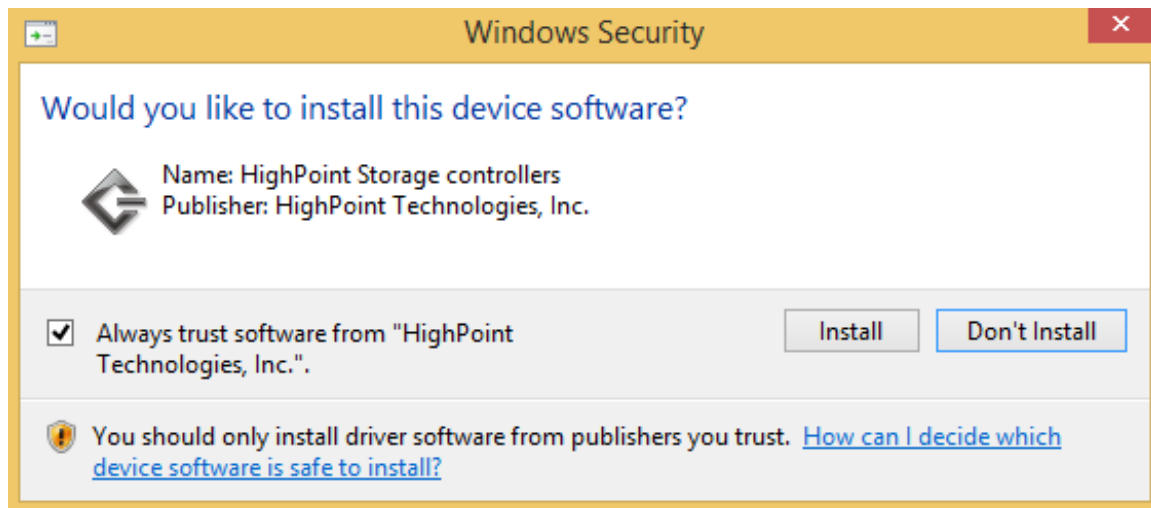 Windows Security
Would you like to install this device software?
Name: HighPoint Storage controllers
Publisher: HighPoint Technologies, Inc.
Always trust software from "HighPoint
Technologies, Inc.".
Install
Don't Install
You should only install driver software from publishers you trust. How can I decide which
device software is safe to install?